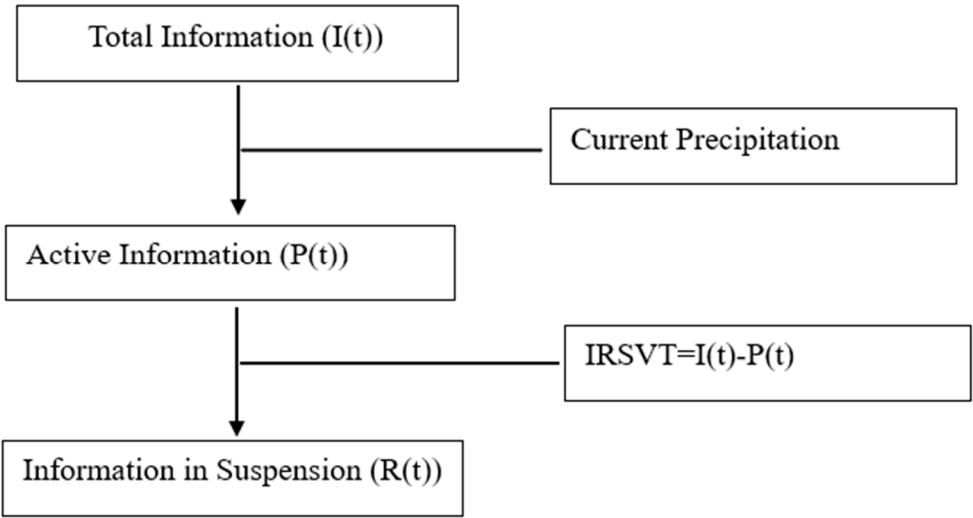 Total Information (I(t))
Current Precipitation
Active Information (P(t))
IRSVT=I(t)-P(t)
Information in Suspension (R(t))